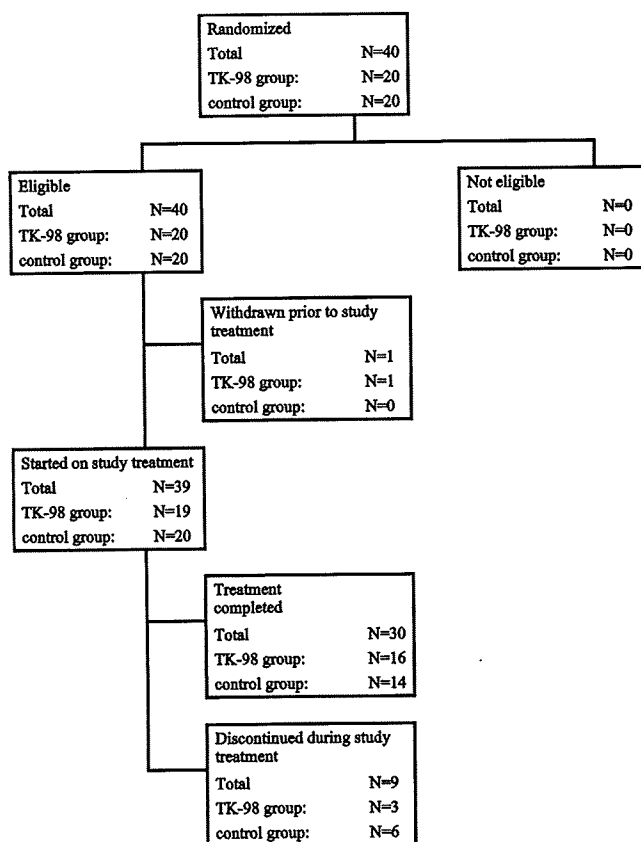 Randomized
Total N=40
TK-98 group: N=20
control group: N=20
Eligible
Total N=40
TK-98 group: N=20
control group: N=20
Not eligible
Total N=0
TK-98 group: N=0
control group: N=0
Withdrawn prior to study
treatment
Total N=1
TK-98 group: N=1
control group: N=0
Started on study treatment
Total N=39
TK-98 group: N=19
control group: N=20
Treatment
completed
Total N=30
TK-98 group: N=16
control group: N=14
Discontinued during study
treatment
Total N=9
TK-98 group: N=3
control group: N=6